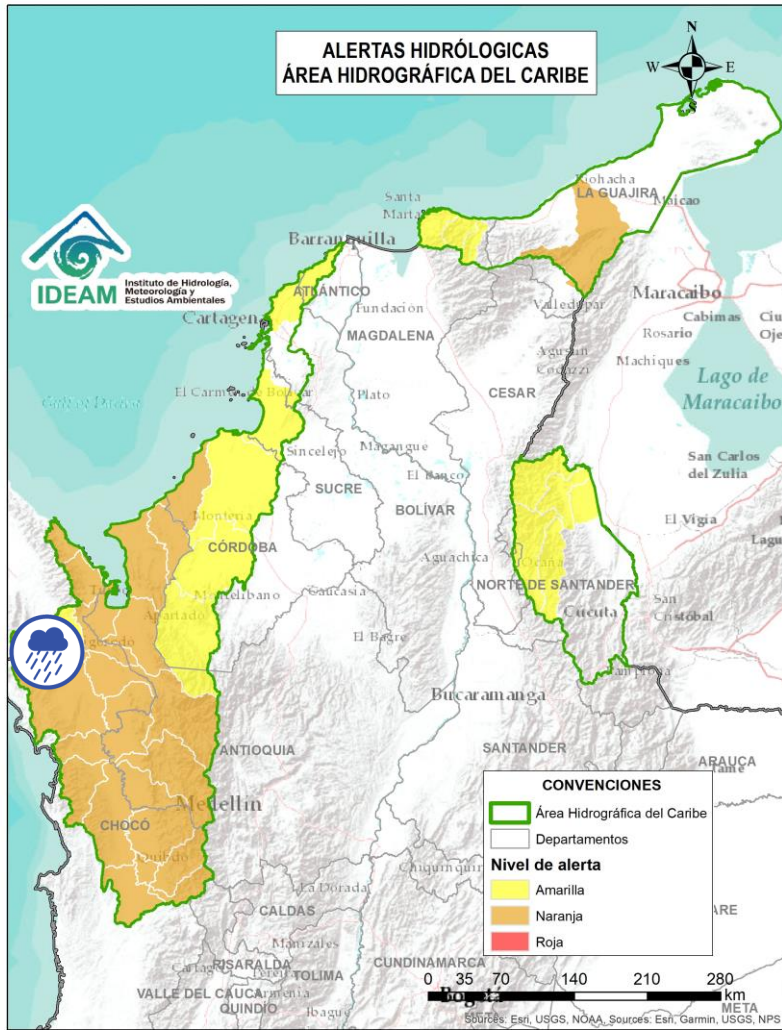 ALERTAS HIDRÓLOGICAS
ÁREA HIDROGRÁFICA DEL CARIBE
N
W
E
S
IDEAM
Instituto de Hidrología,
Meteorología y
Estudios Ambientales
Riohacha
LA GUAJIRA
Maicao
Santa
Marta
Barranquilla
ATLÁNTICO
Cartagena
Fundación
Valledupar
Maracaibo
Cabimas
MAGDALENA
Rosario
Agustín
Codazzi
Machiques
CESAR
El Carmen de Bolívar
Plato
Lago de
Maracaibo
Sincelejo
Magangue
San Carlos
del Zulia
SUCRE
El Banco
BOLÍVAR
Montería
El Vigía
CÓRDOBA
Aguachica
Ocaña
NORTE DE SANTANDER
Montelíbano
Caucasia
Apartado
Cucuta
San
Cristóbal
El Bagre
Pamplona
Bucaramanga
ANTIOQUIA
SANTANDER
ARAUCA
Medellín
CHOCÓ
Quibdó
La Dorada
CALDAS
Manizales
RISARALDA
TOLIMA
CUNDINAMARCA
VALLE DEL CAUCA
Armenia
QUINDÍO
Ibague
Bogotá
META
CONVENCIONES
Área Hidrográfica del Caribe
Departamentos
Nivel de alerta
Amarilla
Naranja
Roja
0 35 70 140 210 280
km
Sources: Esri, USGS, NOAA, Sources: Esri, Garmin, USGS, NPS